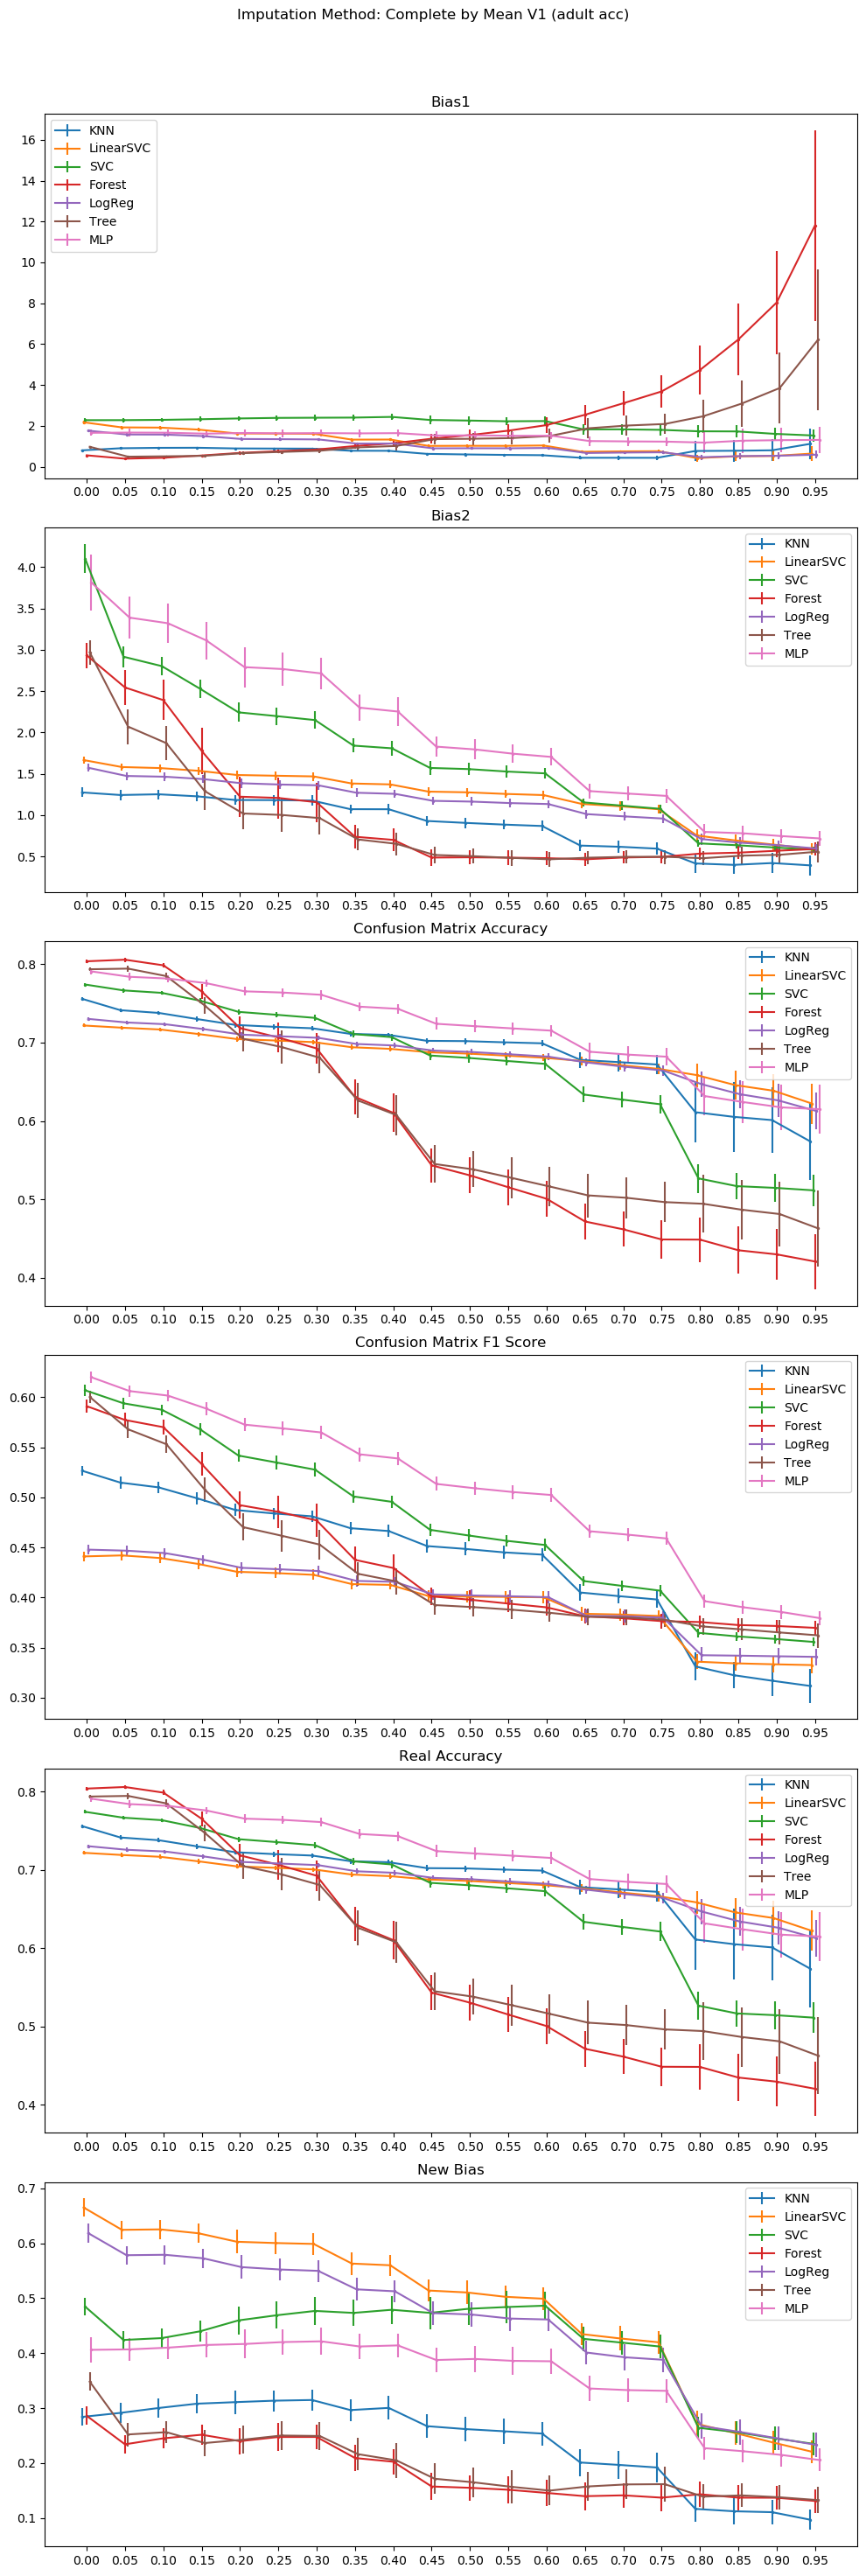 Imputation Method: Complete by Mean V1 (adult acc)
Bias1
16
14
12
10
8
6
4
2
0
KNN
LinearSVC
SVC
Forest
LogReg
Tree
MLP
0.00 0.05 0.10 0.15 0.20 0.25 0.30 0.35 0.40 0.45 0.50 0.55 0.60 0.65 0.70 0.75 0.80 0.85 0.90 0.95
Bias2
4.0
3.5
3.0
2.5
2.0
1.5
1.0
0.5
KNN
LinearSVC
SVC
Forest
LogReg
Tree
MLP
0.00 0.05 0.10 0.15 0.20 0.25 0.30 0.35 0.40 0.45 0.50 0.55 0.60 0.65 0.70 0.75 0.80 0.85 0.90 0.95
Confusion Matrix Accuracy
0.8
0.7
0.6
0.5
0.4
KNN
LinearSVC
SVC
Forest
LogReg
Tree
MLP
0.00 0.05 0.10 0.15 0.20 0.25 0.30 0.35 0.40 0.45 0.50 0.55 0.60 0.65 0.70 0.75 0.80 0.85 0.90 0.95
Confusion Matrix F1 Score
0.60
0.55
0.50
0.45
0.40
0.35
0.30
KNN
LinearSVC
SVC
Forest
LogReg
Tree
MLP
0.00 0.05 0.10 0.15 0.20 0.25 0.30 0.35 0.40 0.45 0.50 0.55 0.60 0.65 0.70 0.75 0.80 0.85 0.90 0.95
Real Accuracy
0.8
0.7
0.6
0.5
0.4
KNN
LinearSVC
SVC
Forest
LogReg
Tree
MLP
0.00 0.05 0.10 0.15 0.20 0.25 0.30 0.35 0.40 0.45 0.50 0.55 0.60 0.65 0.70 0.75 0.80 0.85 0.90 0.95
New Bias
0.7
0.6
0.5
0.4
0.3
0.2
0.1
KNN
LinearSVC
SVC
Forest
LogReg
Tree
MLP
0.00 0.05 0.10 0.15 0.20 0.25 0.30 0.35 0.40 0.45 0.50 0.55 0.60 0.65 0.70 0.75 0.80 0.85 0.90 0.95